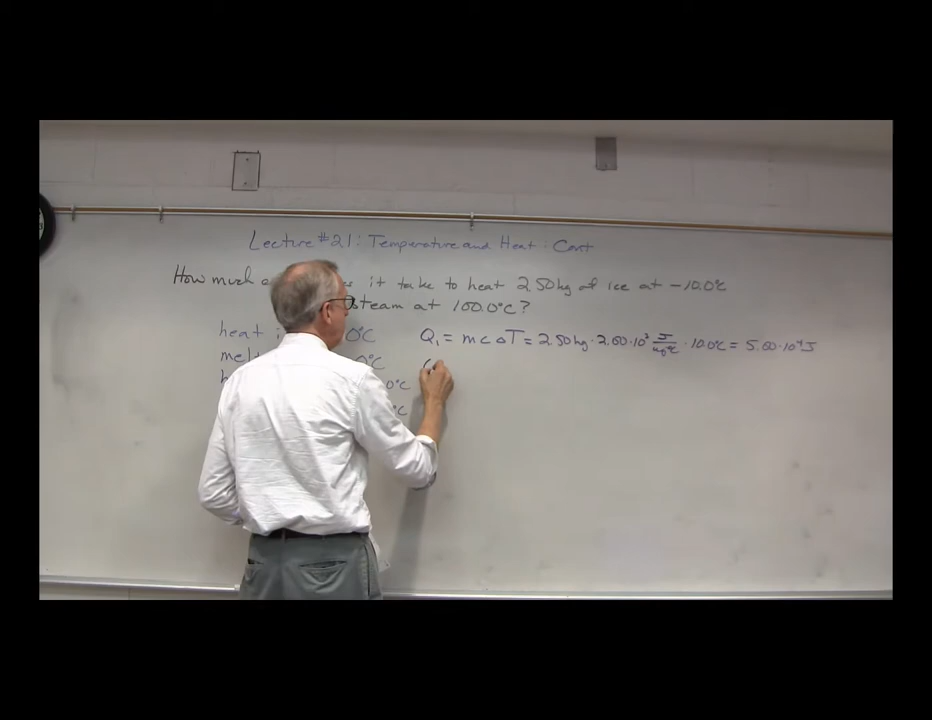 Lecture #21: Temperature and Heat: Cont
How much it take to heat 2.50kg of ice at -10.0°C
steam at 100.0°C?
heat 0°C
Q₁ = mcΔT = 2.50kg · 2.00·10³ J/kg°C · 10.0°C = 5.00·10⁴J
melt 0°C
0°C
°C